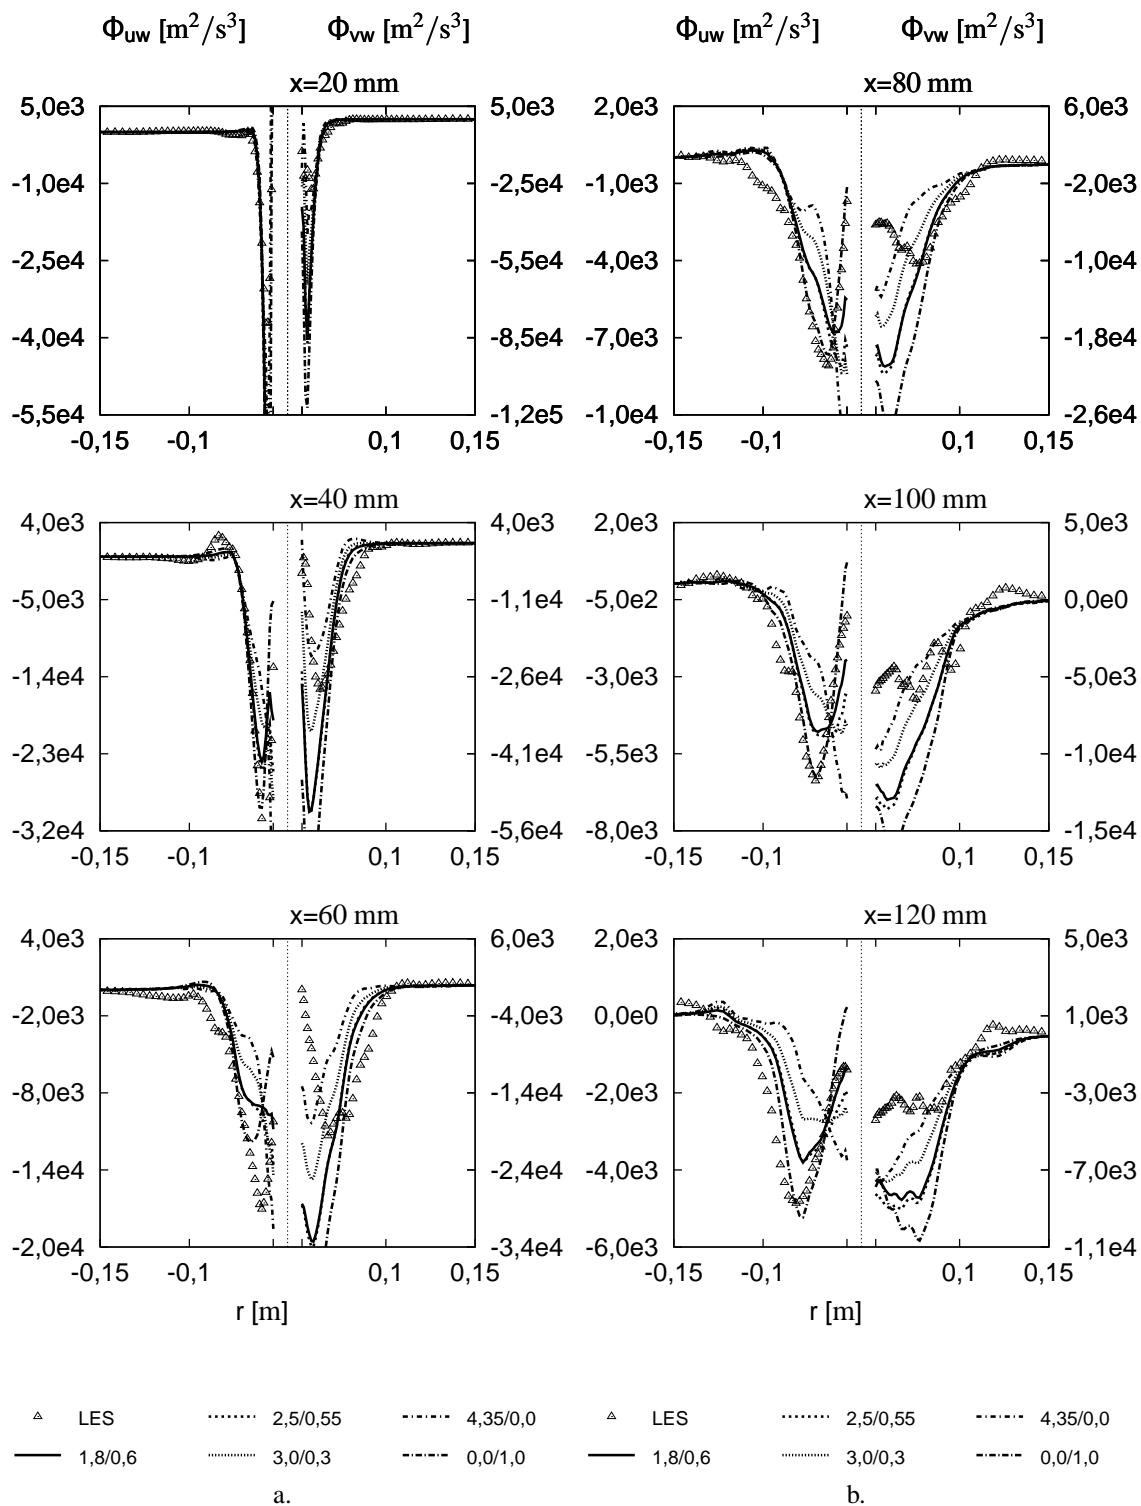 Φuw [m²/s³] Φvw [m²/s³] Φuw [m²/s³] Φvw [m²/s³]
x=20 mm x=80 mm
5,0e3 5,0e3 2,0e3 6,0e3
-1,0e4 -2,5e4 -1,0e3 -2,0e3
-2,5e4 -5,5e4 -4,0e3 -1,0e4
-4,0e4 -8,5e4 -7,0e3 -1,8e4
-5,5e4 -1,2e5 -1,0e4 -2,6e4
-0,15 -0,1 0,1 0,15 -0,15 -0,1 0,1 0,15
x=40 mm x=100 mm
4,0e3 4,0e3 2,0e3 5,0e3
-5,0e3 -1,1e4 -5,0e2 0,0e0
-1,4e4 -2,6e4 -3,0e3 -5,0e3
-2,3e4 -4,1e4 -5,5e3 -1,0e4
-3,2e4 -5,6e4 -8,0e3 -1,5e4
-0,15 -0,1 0,1 0,15 -0,15 -0,1 0,1 0,15
x=60 mm x=120 mm
4,0e3 6,0e3 2,0e3 5,0e3
-2,0e3 -4,0e3 0,0e0 1,0e3
-8,0e3 -1,4e4 -2,0e3 -3,0e3
-1,4e4 -2,4e4 -4,0e3 -7,0e3
-2,0e4 -3,4e4 -6,0e3 -1,1e4
-0,15 -0,1 0,1 0,15 -0,15 -0,1 0,1 0,15
r [m] r [m]
LES 2,5/0,55 4,35/0,0 LES 2,5/0,55 4,35/0,0
1,8/0,6 3,0/0,3 0,0/1,0 1,8/0,6 3,0/0,3 0,0/1,0
a. b.